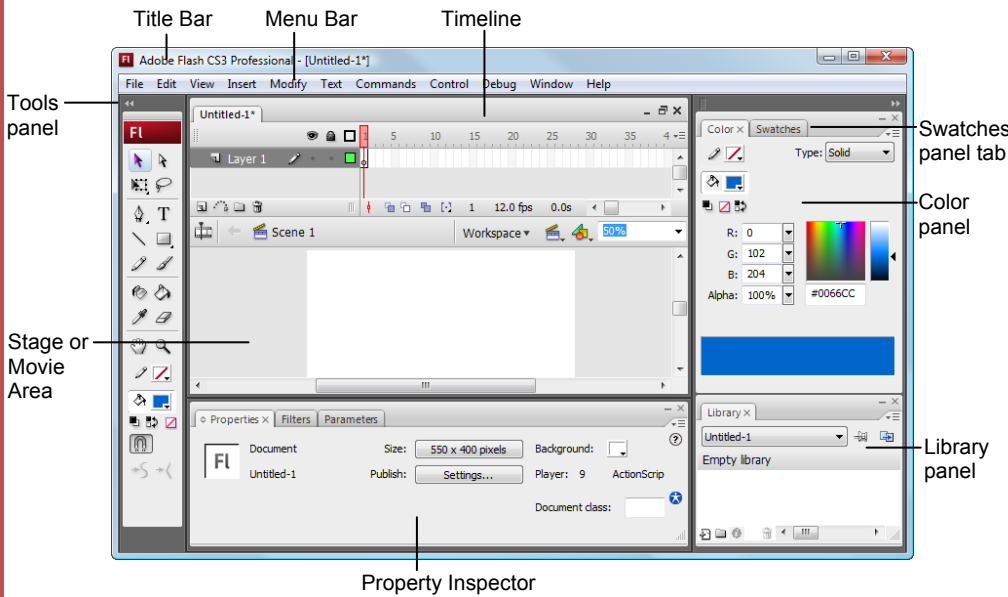 Title Bar Menu Bar Timeline
Fl Adobe Flash CS3 Professional - [Untitled-1*]
File Edit View Insert Modify Text Commands Control Debug Window Help
Tools panel
Fl
T
Untitled-1*
1 5 10 15 20 25 30 35 4
Layer 1
1 12.0 fps 0.0s
Scene 1 Workspace 50%
Stage or Movie Area
Color Swatches
Type: Solid
R: 0
G: 102
B: 204
Alpha: 100% #0066CC
Swatches panel tab
Color panel
Properties Filters Parameters
Fl
Document Size: 550 x 400 pixels Background:
Untitled-1 Publish: Settings... Player: 9 ActionScrip
Document class:
?
Library
Untitled-1
Empty library
Library panel
Property Inspector